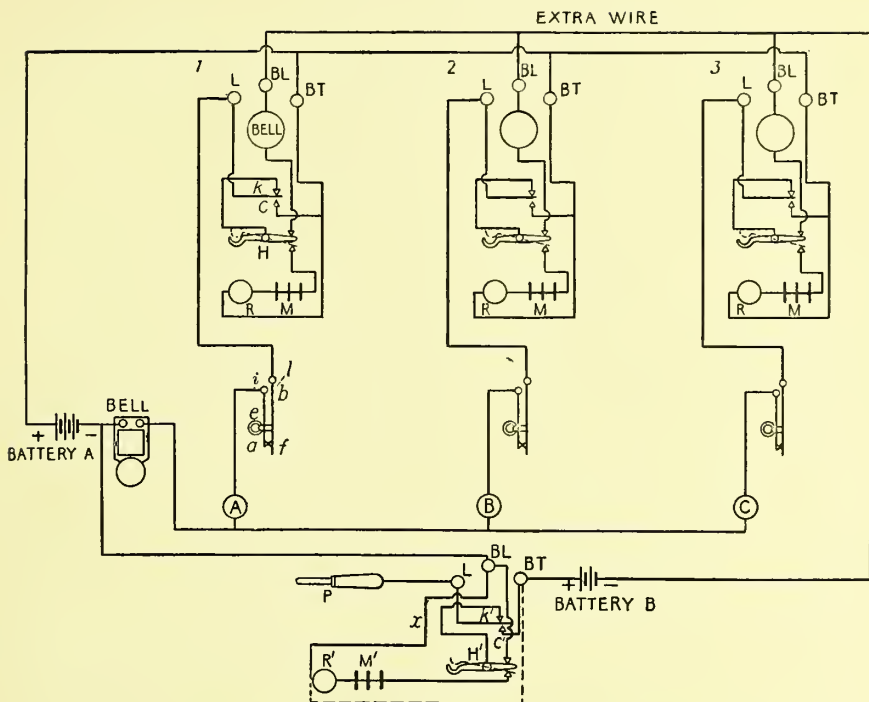 EXTRA WIRE
1
L
BL
BT
2
L
BL
BT
3
L
BL
BT
BELL
k
C
H
R
M
R
M
R
M
l
i
b
e
a
f
BELL
+
-
BATTERY A
A
B
C
P
L
BL
BT
+
-
BATTERY B
x
k'
c'
H'
R'
M'